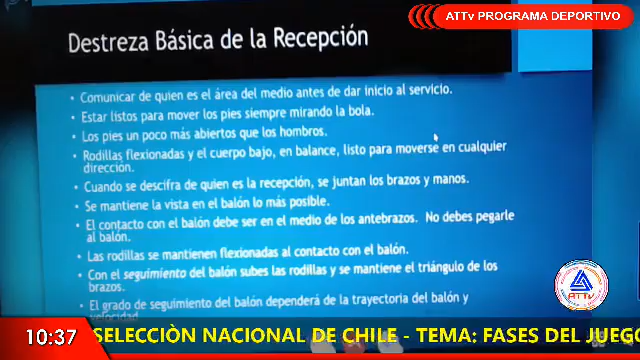 ATTv PROGRAMA DEPORTIVO
Destreza Básica de la Recepción
• Comunicar de quien es el área del medio antes de dar inicio al servicio.
• Estar listos para mover los pies siempre mirando la bola.
• Los pies un poco más abiertos que los hombros.
• Rodillas flexionadas y el cuerpo bajo, en balance, listo para moverse en cualquier
dirección.
• Cuando se descifra de quien es la recepción, se juntan los brazos y manos.
• Se mantiene la vista en el balón lo más posible.
• El contacto con el balón debe ser en el medio de los antebrazos. No debes pegarle
al balón.
• Las rodillas se mantienen flexionadas al contacto con el balón.
• Con el seguimiento del balón subes las rodillas y se mantiene el triángulo de los
brazos.
• El grado de seguimiento del balón dependerá de la trayectoria del balón y
velocidad
ATTv
10:37
SELECCIÒN NACIONAL DE CHILE - TEMA: FASES DEL JUEGO